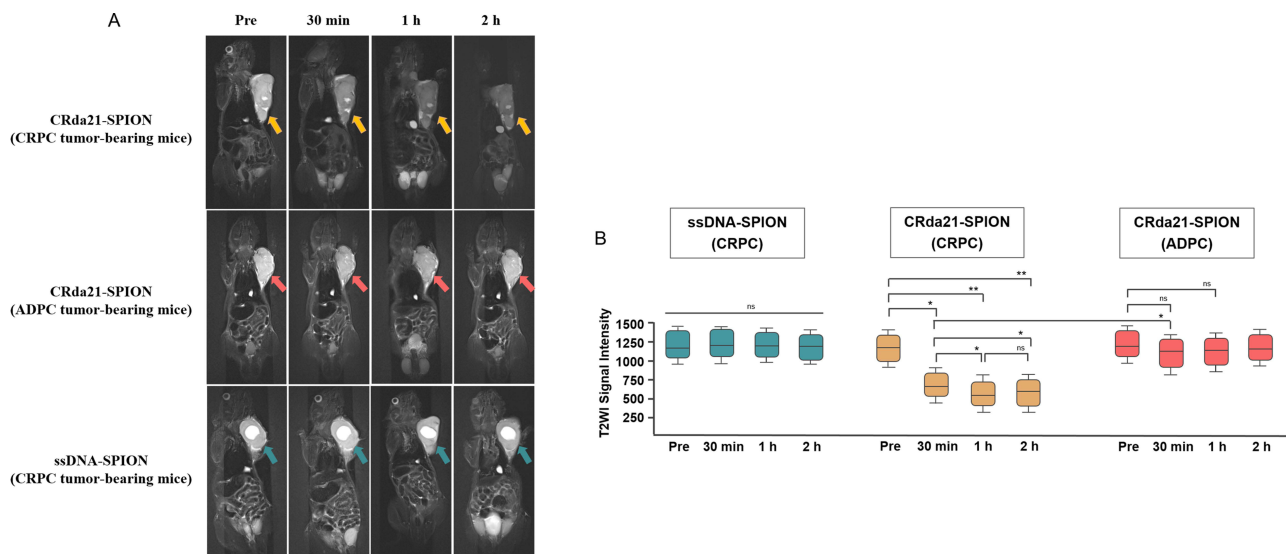 A
Pre 30 min 1 h 2 h
CRda21-SPION
(CRPC tumor-bearing mice)
CRda21-SPION
(ADPC tumor-bearing mice)
ssDNA-SPION
(CRPC tumor-bearing mice)
B
ssDNA-SPION
(CRPC)
CRda21-SPION
(CRPC)
CRda21-SPION
(ADPC)
T2WI Signal Intensity
1500
1250
1000
750
500
250
ns
**
**
*
*
*
ns
*
ns
ns
Pre 30 min 1 h 2 h
Pre 30 min 1 h 2 h
Pre 30 min 1 h 2 h